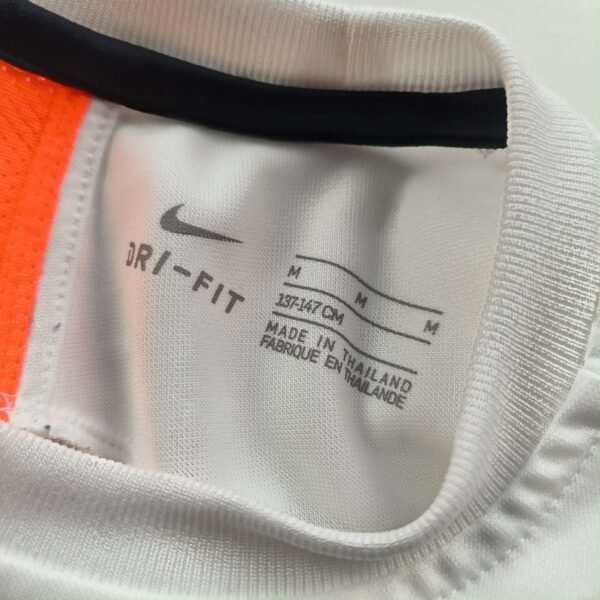 DRI-FIT
M M M
137-147 CM
MADE IN THAILAND
FABRIQUE EN THAILANDE